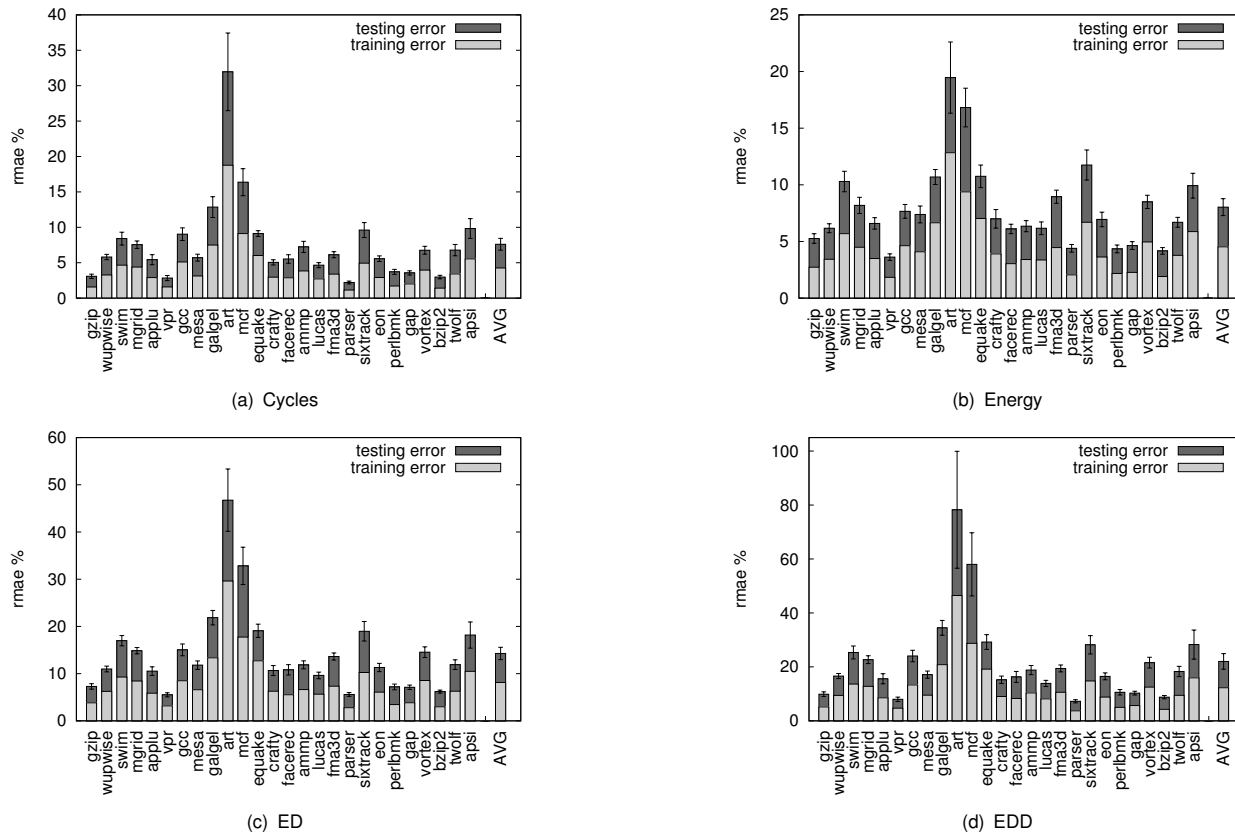 40
35
30
25
20
15
10
5
0
rmae %
testing error
training error
gzip
wupwise
swim
mgrid
applu
vpr
gcc
mesa
galgel
art
mcf
equake
crafty
facerec
ammp
lucas
fma3d
parser
sixtrack
eon
perlbmk
gap
vortex
bzip2
twolf
apsi
AVG
(a) Cycles
25
20
15
10
5
0
rmae %
testing error
training error
gzip
wupwise
swim
mgrid
applu
vpr
gcc
mesa
galgel
art
mcf
equake
crafty
facerec
ammp
lucas
fma3d
parser
sixtrack
eon
perlbmk
gap
vortex
bzip2
twolf
apsi
AVG
(b) Energy
60
50
40
30
20
10
0
rmae %
testing error
training error
gzip
wupwise
swim
mgrid
applu
vpr
gcc
mesa
galgel
art
mcf
equake
crafty
facerec
ammp
lucas
fma3d
parser
sixtrack
eon
perlbmk
gap
vortex
bzip2
twolf
apsi
AVG
(c) ED
100
80
60
40
20
0
rmae %
testing error
training error
gzip
wupwise
swim
mgrid
applu
vpr
gcc
mesa
galgel
art
mcf
equake
crafty
facerec
ammp
lucas
fma3d
parser
sixtrack
eon
perlbmk
gap
vortex
bzip2
twolf
apsi
AVG
(d) EDD